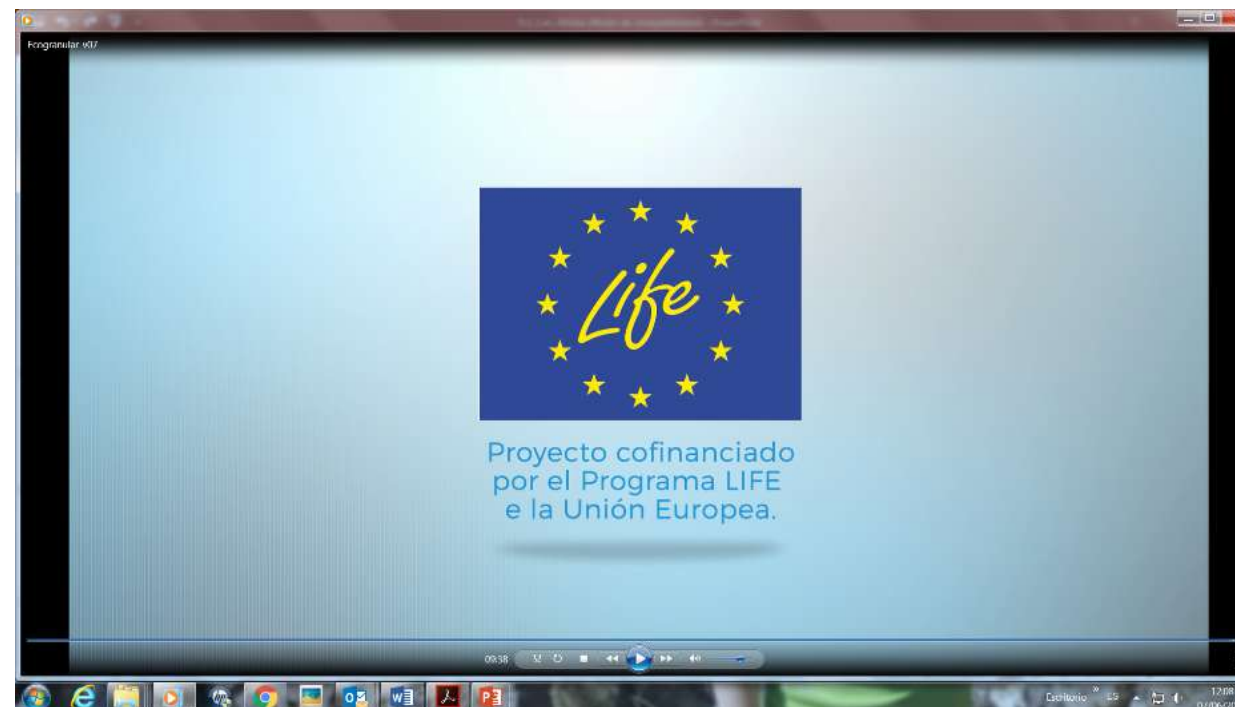 Ecogranular v07
Life
Proyecto cofinanciado
por el Programa LIFE
e la Unión Europea.
09:38
Escritorio
ES
12:08